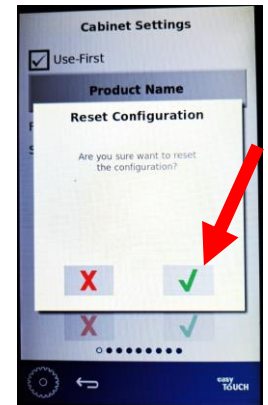 Cabinet Settings
Use-First
Product Name
Reset Configuration
Are you sure want to reset
the configuration?
X
X
easy
TOUCH